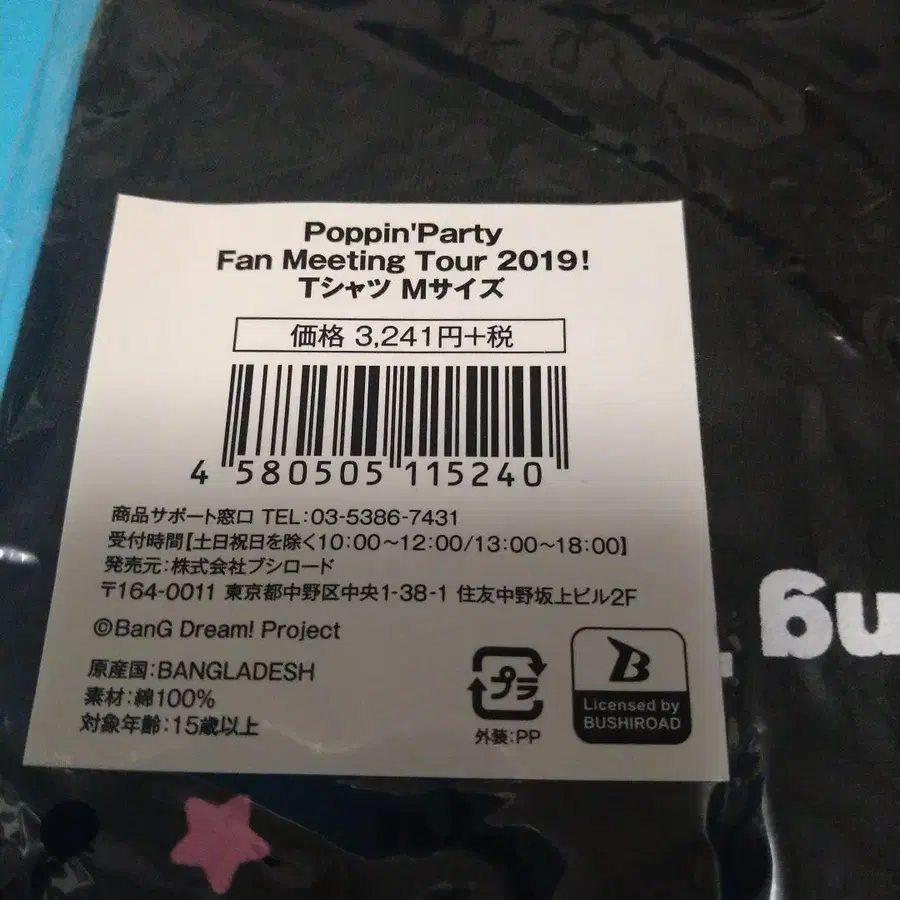 Poppin'Party
Fan Meeting Tour 2019!
Tシャツ Mサイズ
価格 3,241円+税
4 580505 115240
商品サポート窓口 TEL:03-5386-7431
受付時間【土日祝日を除く10:00～12:00/13:00～18:00】
発売元:株式会社ブシロード
〒164-0011 東京都中野区中央1-38-1 住友中野坂上ビル2F
©BanG Dream! Project
原産国:BANGLADESH
素材:綿100%
対象年齢:15歳以上
プラ
外装:PP
B
Licensed by
BUSHIROAD
ng